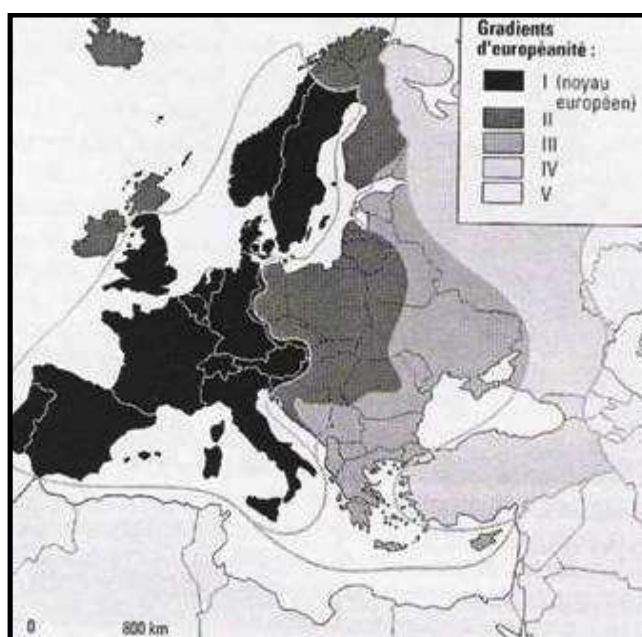 Gradients
d'européanité :
I (noyau
européen)
II
III
IV
V
0 800 km